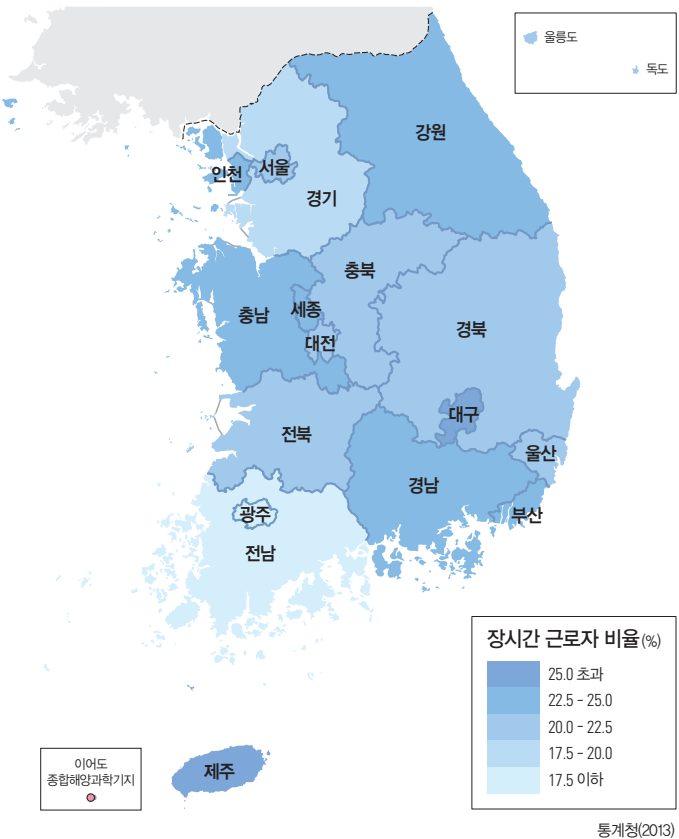 울릉도
독도
강원
서울
인천
경기
충북
충남
세종
대전
경북
대구
전북
울산
경남
부산
광주
전남
제주
이어도
종합해양과학기지
장시간 근로자 비율(%)
25.0 초과
22.5 - 25.0
20.0 - 22.5
17.5 - 20.0
17.5 이하
통계청(2013)